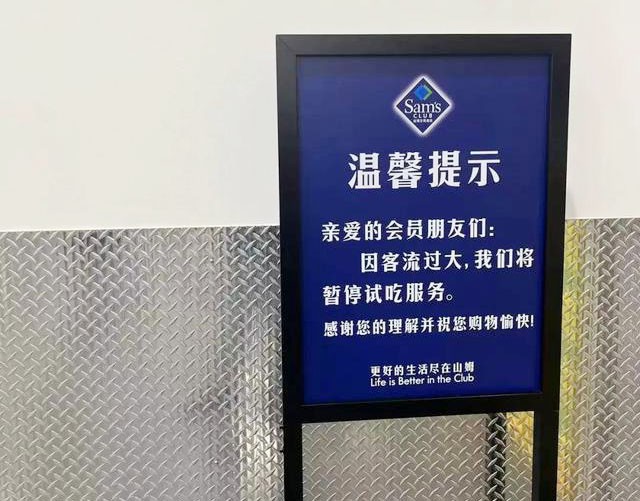 Sam's
CLUB
温馨提示
亲爱的会员朋友们：
因客流过大，我们将
暂停试吃服务。
感谢您的理解并祝您购物愉快！
更好的生活尽在山姆
Life is Better in the Club